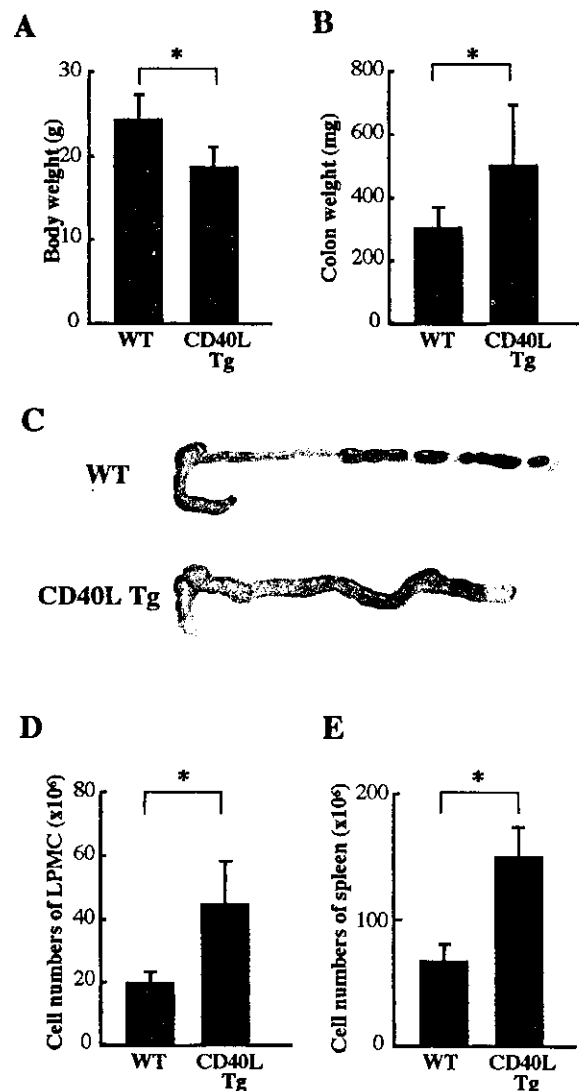 A
*
Body weight (g)
30
20
10
0
WT
CD40L
Tg
B
*
Colon weight (mg)
800
600
400
200
0
WT
CD40L
Tg
C
WT
CD40L Tg
D
*
Cell numbers of LPMC (x10⁶)
80
60
40
20
0
WT
CD40L
Tg
E
*
Cell numbers of spleen (x10⁶)
200
100
0
WT
CD40L
Tg